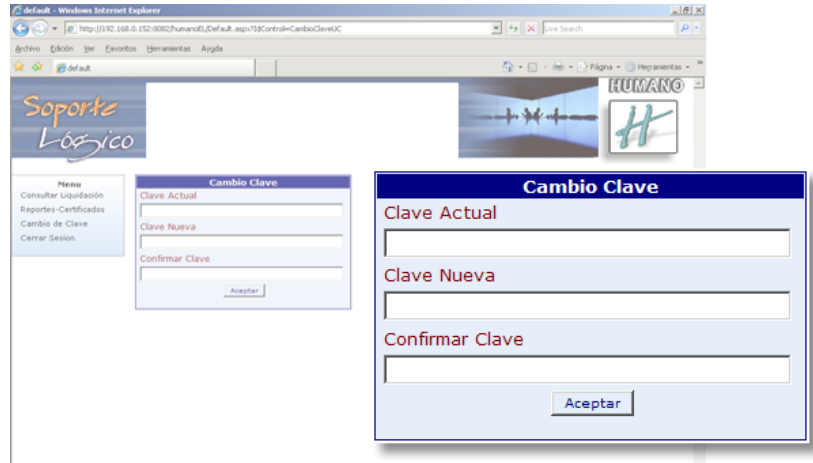 default - Windows Internet Explorer
http://192.168.0.152:8082/humanoEL/Default.aspx?IdControl=CambioClaveUC
Live Search
Archivo Edición Ver Favoritos Herramientas Ayuda
default
Página Herramientas
Soporte
Lógico
HUMANO
H
Menu
Consultar Liquidación
Reportes-Certificados
Cambio de Clave
Cerrar Sesion
Cambio Clave
Clave Actual
Clave Nueva
Confirmar Clave
Aceptar
Cambio Clave
Clave Actual
Clave Nueva
Confirmar Clave
Aceptar